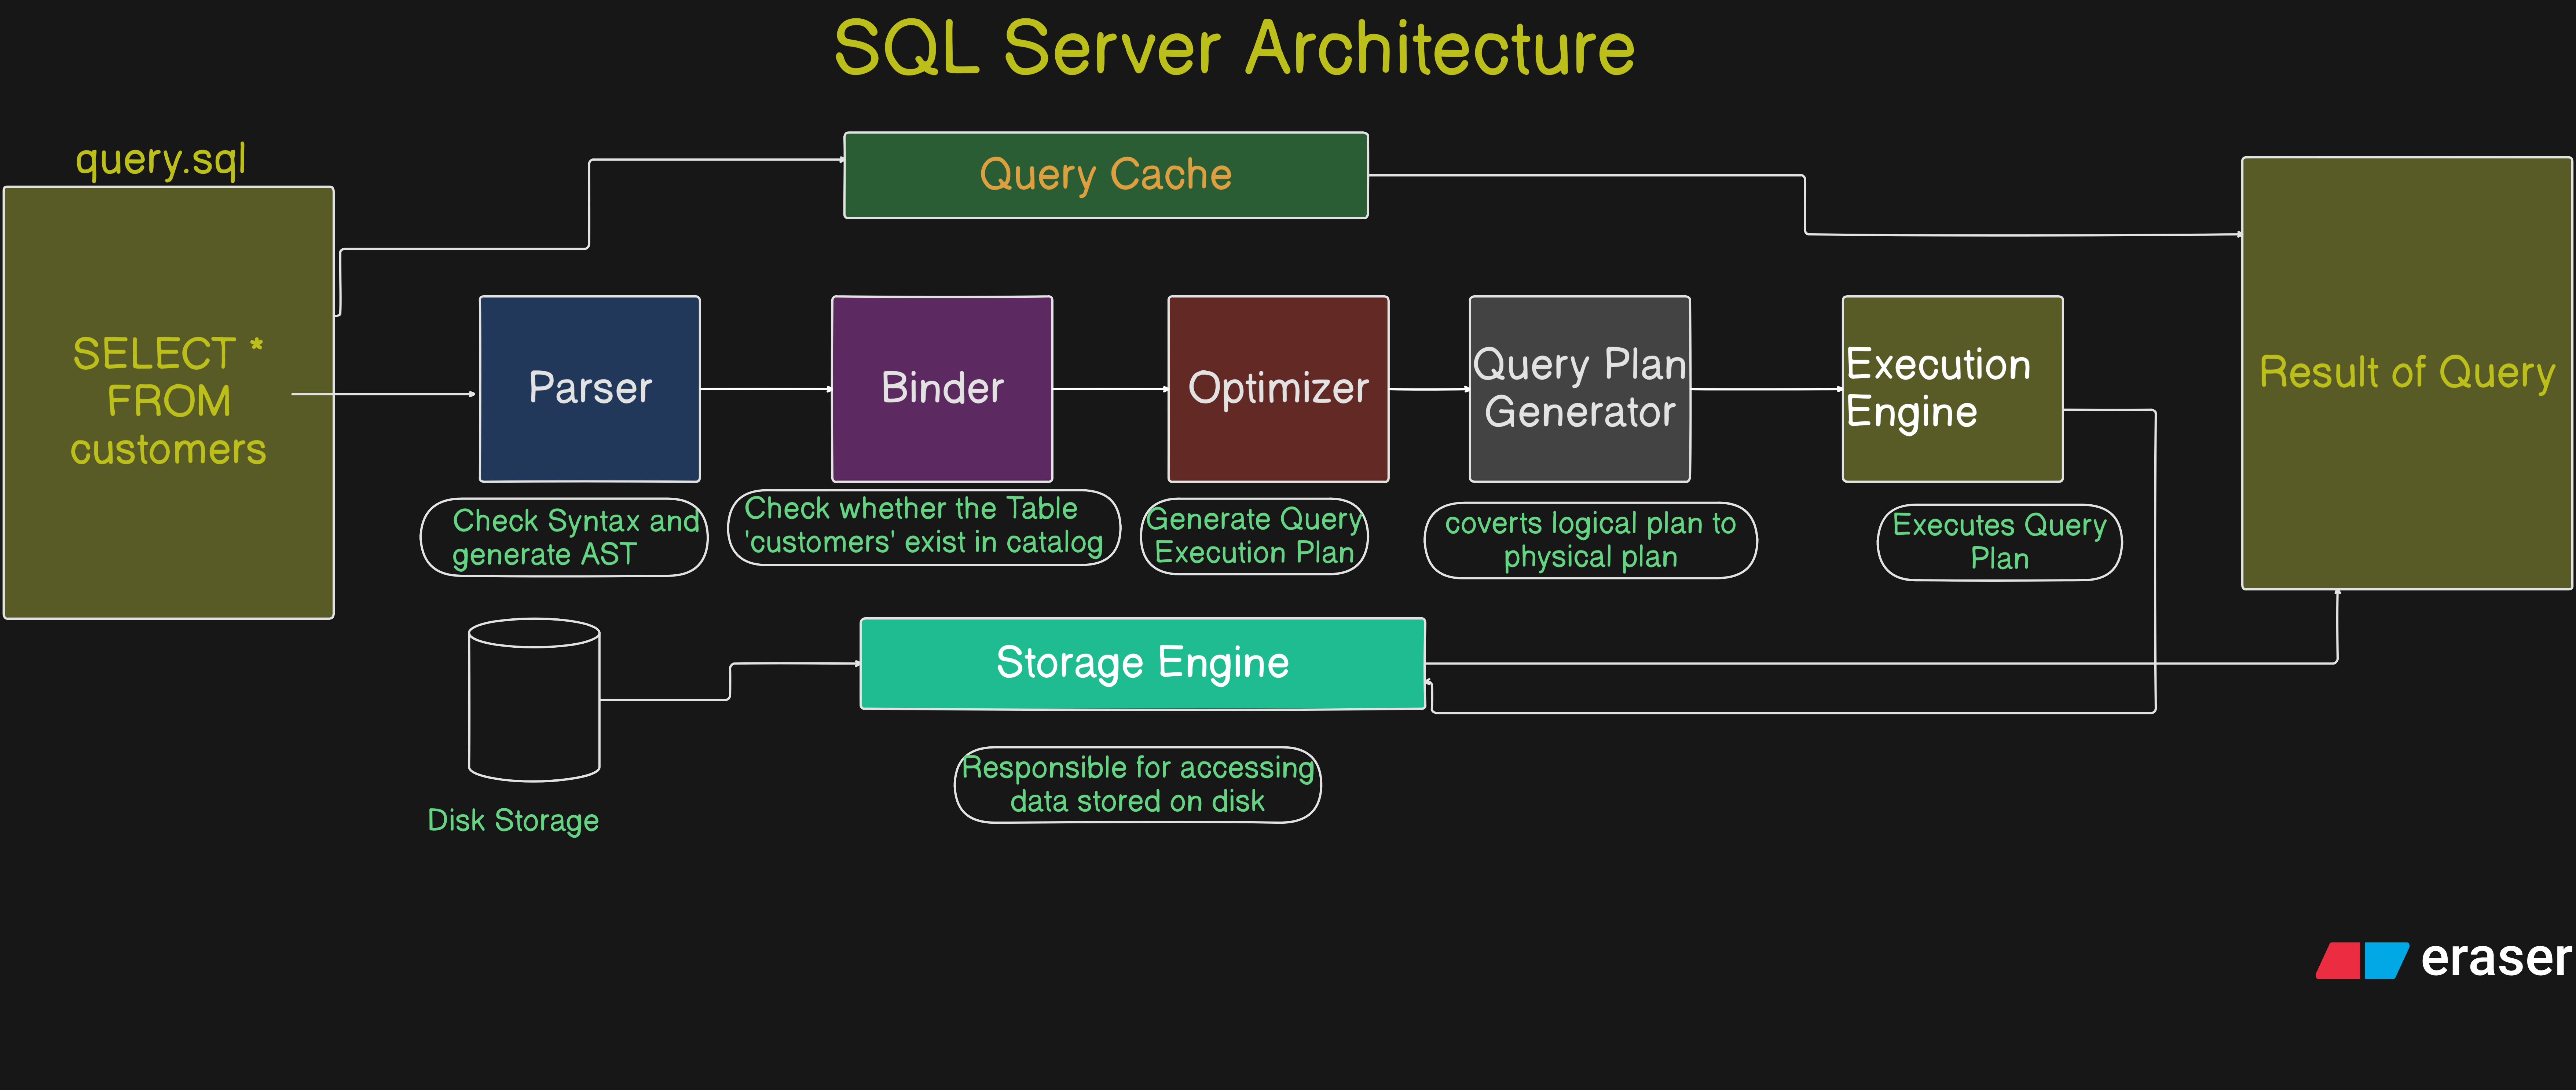 SQL Server Architecture
query.sql
Query Cache
SELECT *
FROM
customers
Parser
Binder
Optimizer
Query Plan
Generator
Execution
Engine
Result of Query
Check Syntax and
generate AST
Check whether the Table
'customers' exist in catalog
Generate Query
Execution Plan
coverts logical plan to
physical plan
Executes Query
Plan
Storage Engine
Responsible for accessing
data stored on disk
Disk Storage
eraser